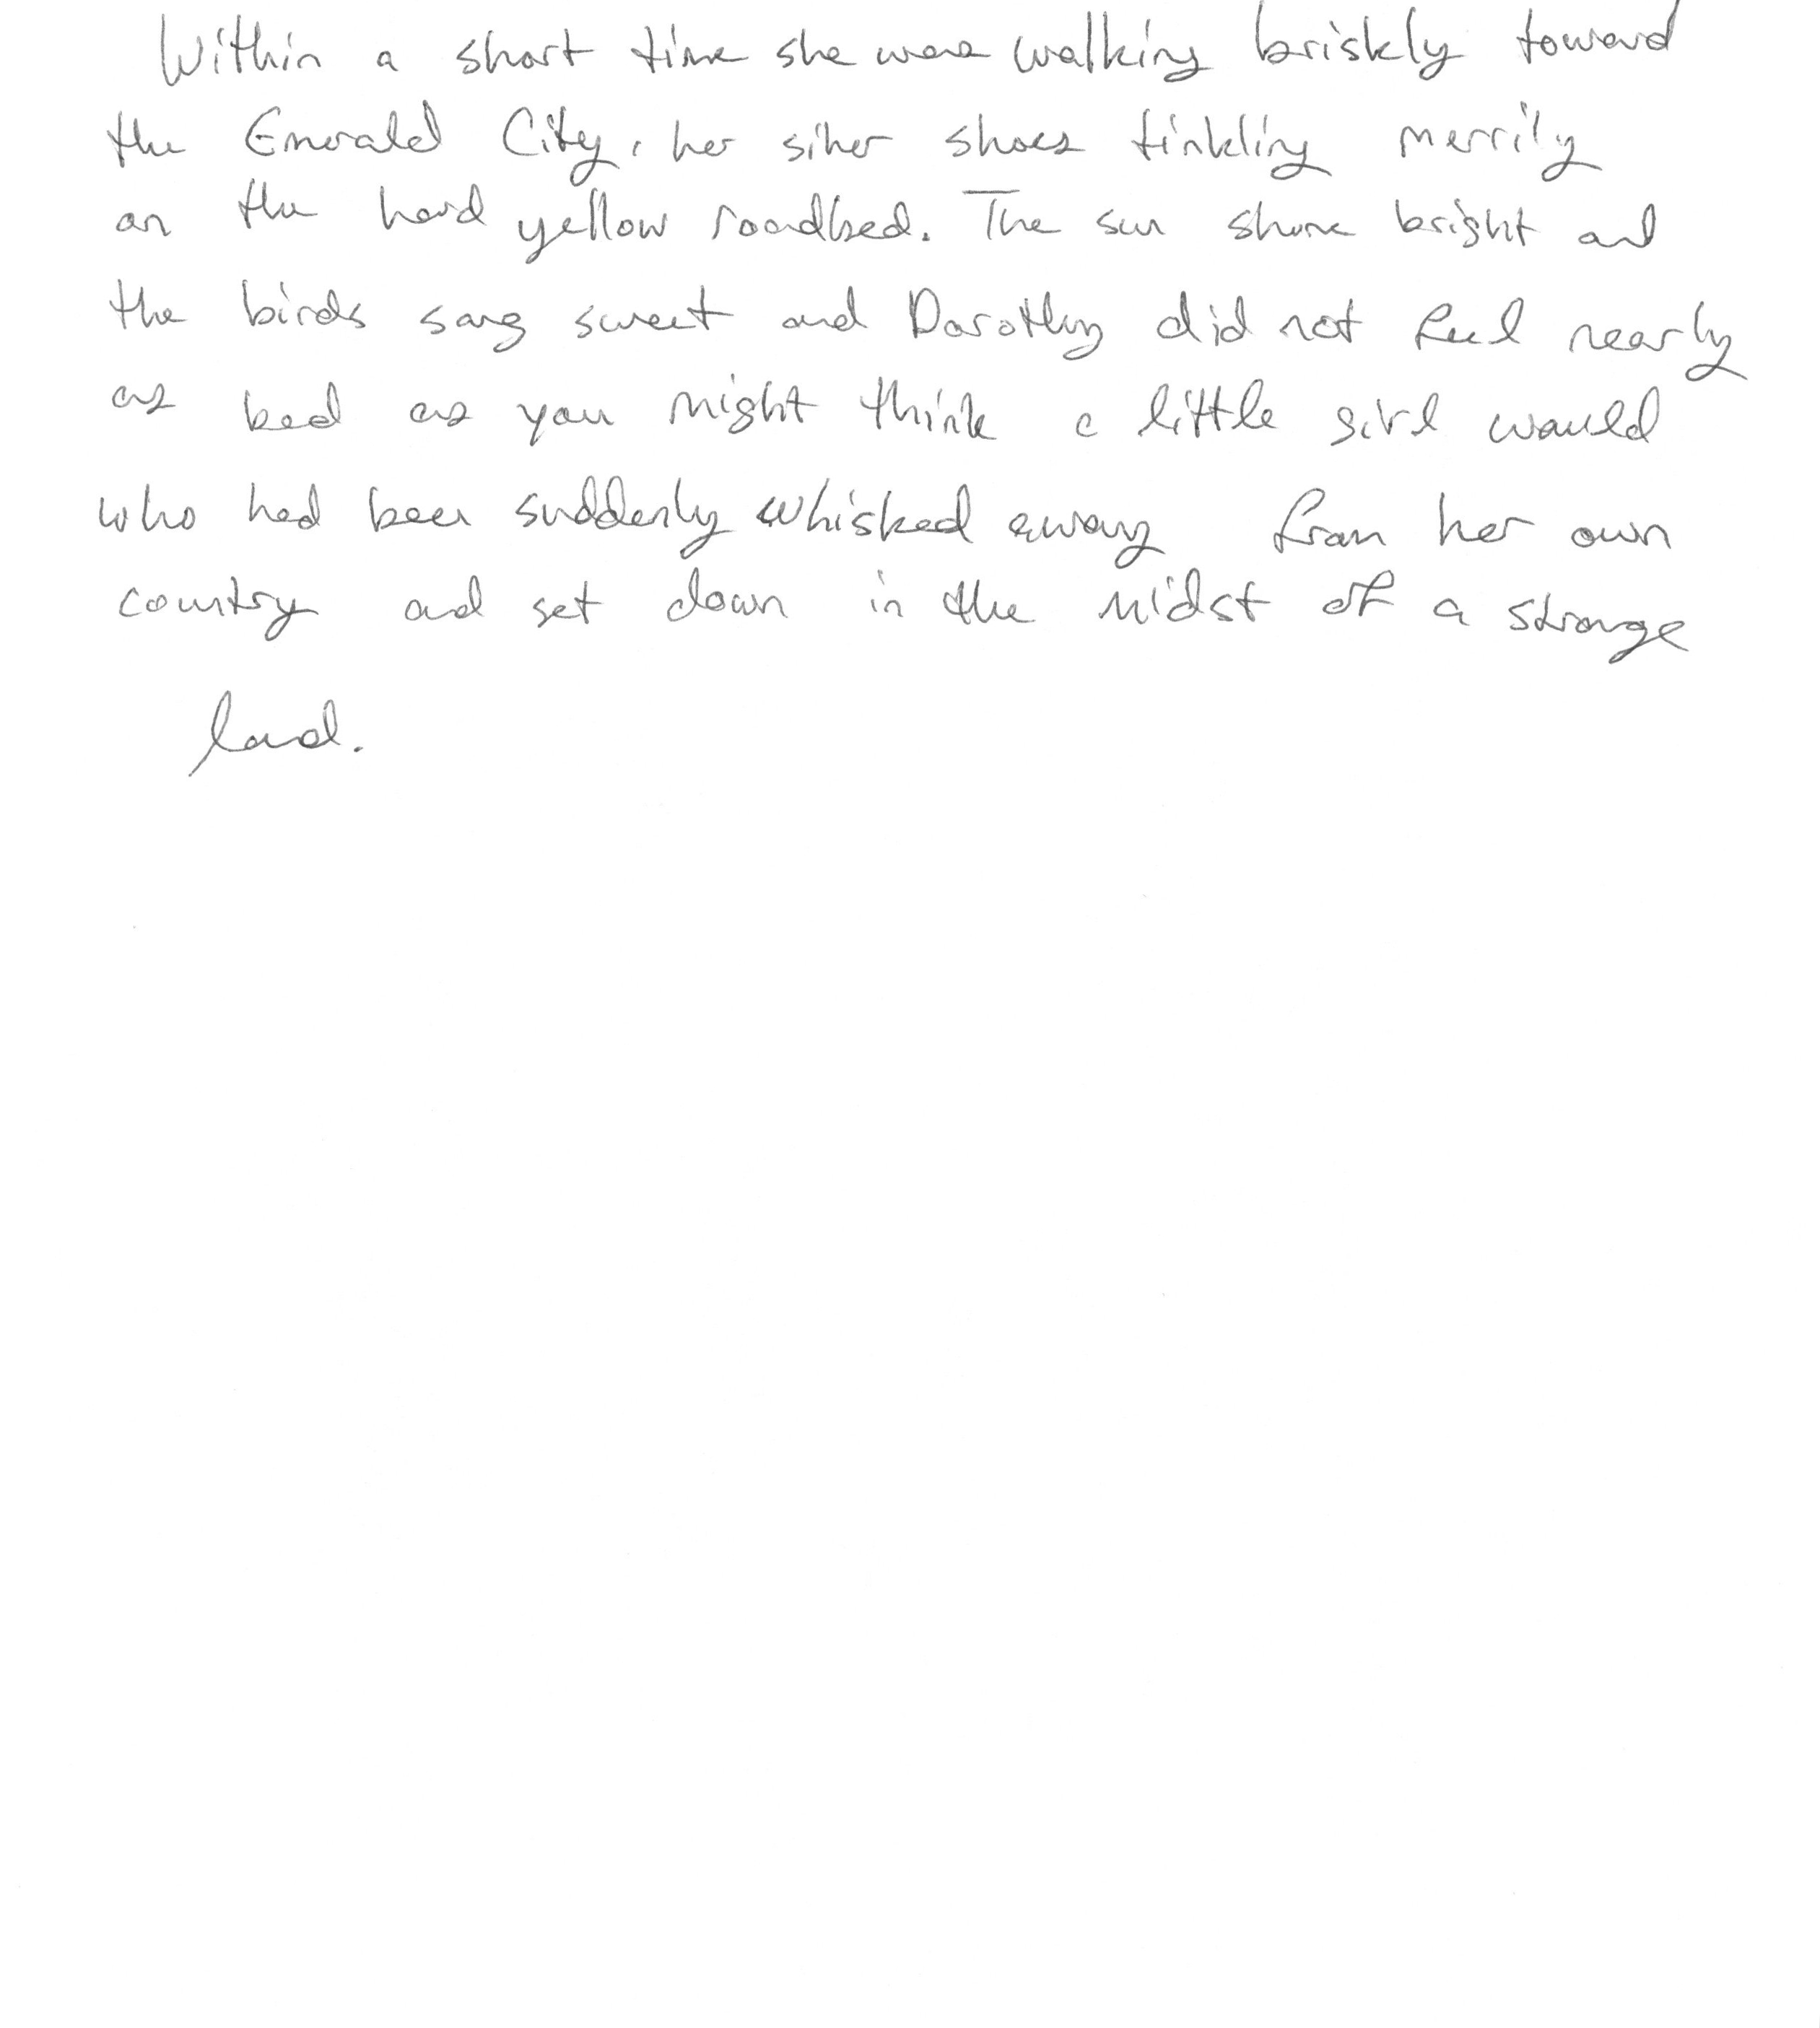 Within a short time she was walking briskly toward
the Emerald City, her silver shoes tinkling merrily
on the hard yellow roadbed. The sun shone bright and
the birds sang sweet and Dorothy did not feel nearly
as bad as you might think a little girl would
who had been suddenly whisked away from her own
country and set down in the midst of a strange
land.